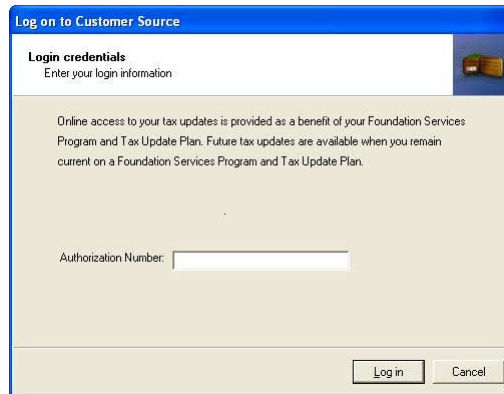 Log on to Customer Source
Login credentials
Enter your login information
Online access to your tax updates is provided as a benefit of your Foundation Services
Program and Tax Update Plan. Future tax updates are available when you remain
current on a Foundation Services Program and Tax Update Plan.
Authorization Number:
Log in
Cancel